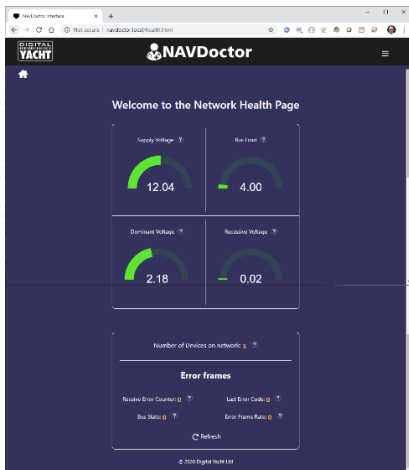 NavDoctor Interface
Not secure | navdoctor.local/health.html
DIGITAL
YACHT
NAVDoctor
Welcome to the Network Health Page
Supply Voltage ?
Bus Load ?
12.04
4.00
Dominant Voltage ?
Recessive Voltage ?
2.18
0.02
Number of Devices on network: ?
Error frames
Receive Error Counter: 0 ?
Last Error Code: 0 ?
Bus State: 0 ?
Error Frame Rate: 0 ?
Refresh
© 2020 Digital Yacht Ltd